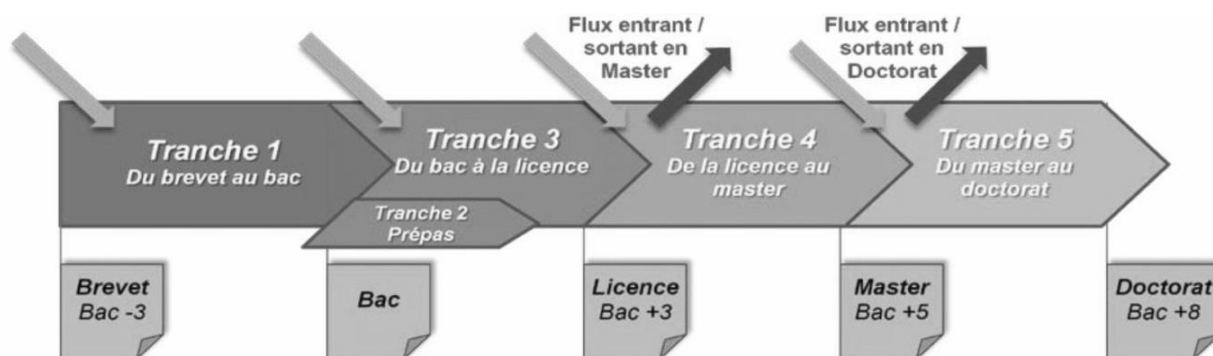 Flux entrant /
sortant en
Master
Flux entrant /
sortant en
Doctorat
Tranche 1
Du brevet au bac
Tranche 3
Du bac à la licence
Tranche 2
Prépas
Tranche 4
De la licence au
master
Tranche 5
Du master au
doctorat
Brevet
Bac -3
Bac
Licence
Bac +3
Master
Bac +5
Doctorat
Bac +8